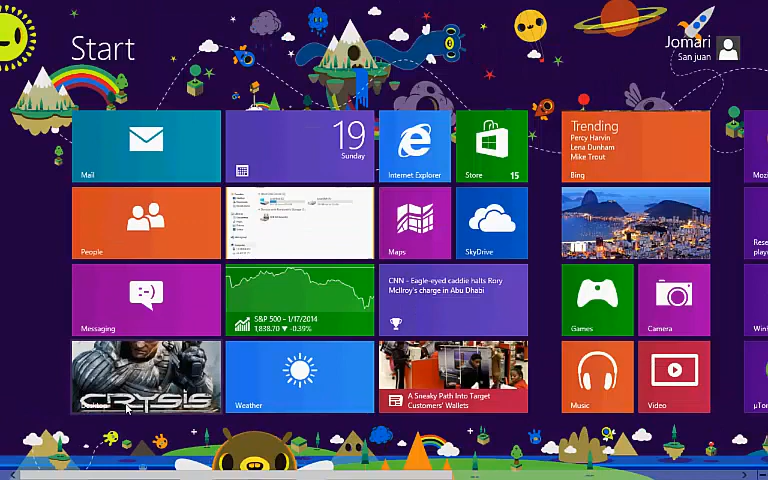 Start
Jomari
San juan
Mail
19
Sunday
Internet Explorer
Store
15
Trending
Percy Harvin
Lena Dunham
Mike Trout
Bing
People
Maps
SkyDrive
Messaging
S&P 500 - 1/17/2014
1,838.70 ▼ -0.39%
CNN - Eagle-eyed caddie halts Rory
McIlroy's charge in Abu Dhabi
Games
Camera
CRYSIS
Desktop
Weather
A Sneaky Path Into Target
Customers' Wallets
Music
Video